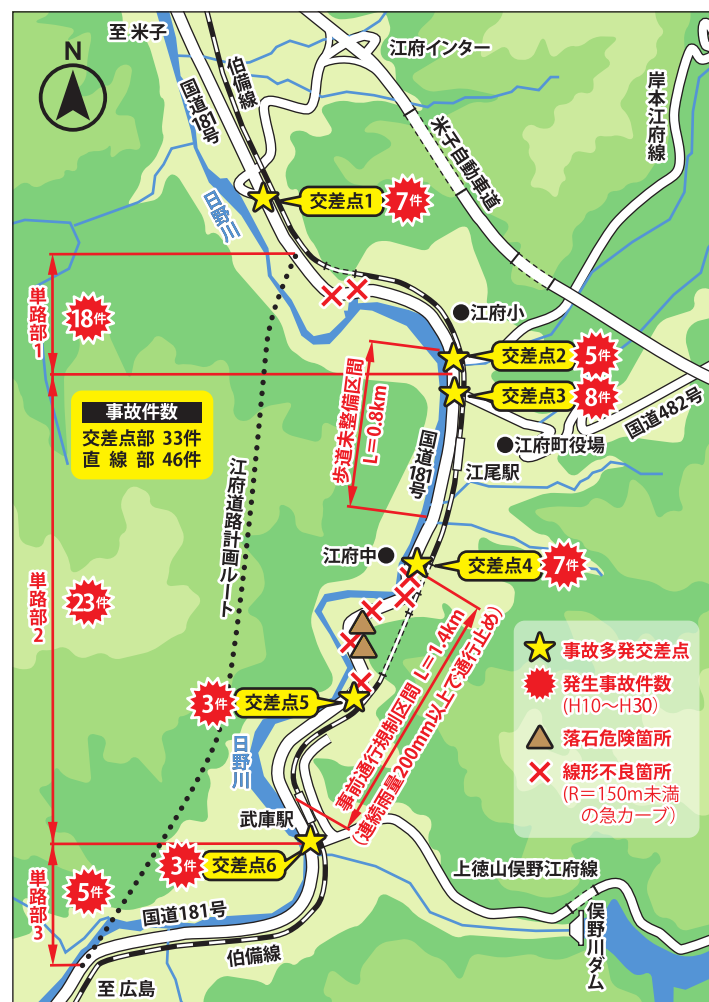 至 米子
N
江府インター
伯備線
国道181号
岸本江府線
米子自動車道
日野川
交差点1
7件
単路部1
18件
江府小
交差点2
5件
交差点3
8件
国道482号
歩道未整備区間
L=0.8km
事故件数
交差点部 33件
直線部 46件
国道181号
江府町役場
江尾駅
江府道路計画ルート
江府中
交差点4
7件
単路部2
23件
事前通行規制区間 L=1.4km
(連続雨量200mm以上で通行止め)
3件
交差点5
日野川
事故多発交差点
発生事故件数
(H10～H30)
落石危険箇所
線形不良箇所
(R=150m未満
の急カーブ)
武庫駅
3件
交差点6
単路部3
5件
上徳山俣野江府線
国道181号
俣野川ダム
伯備線
至 広島